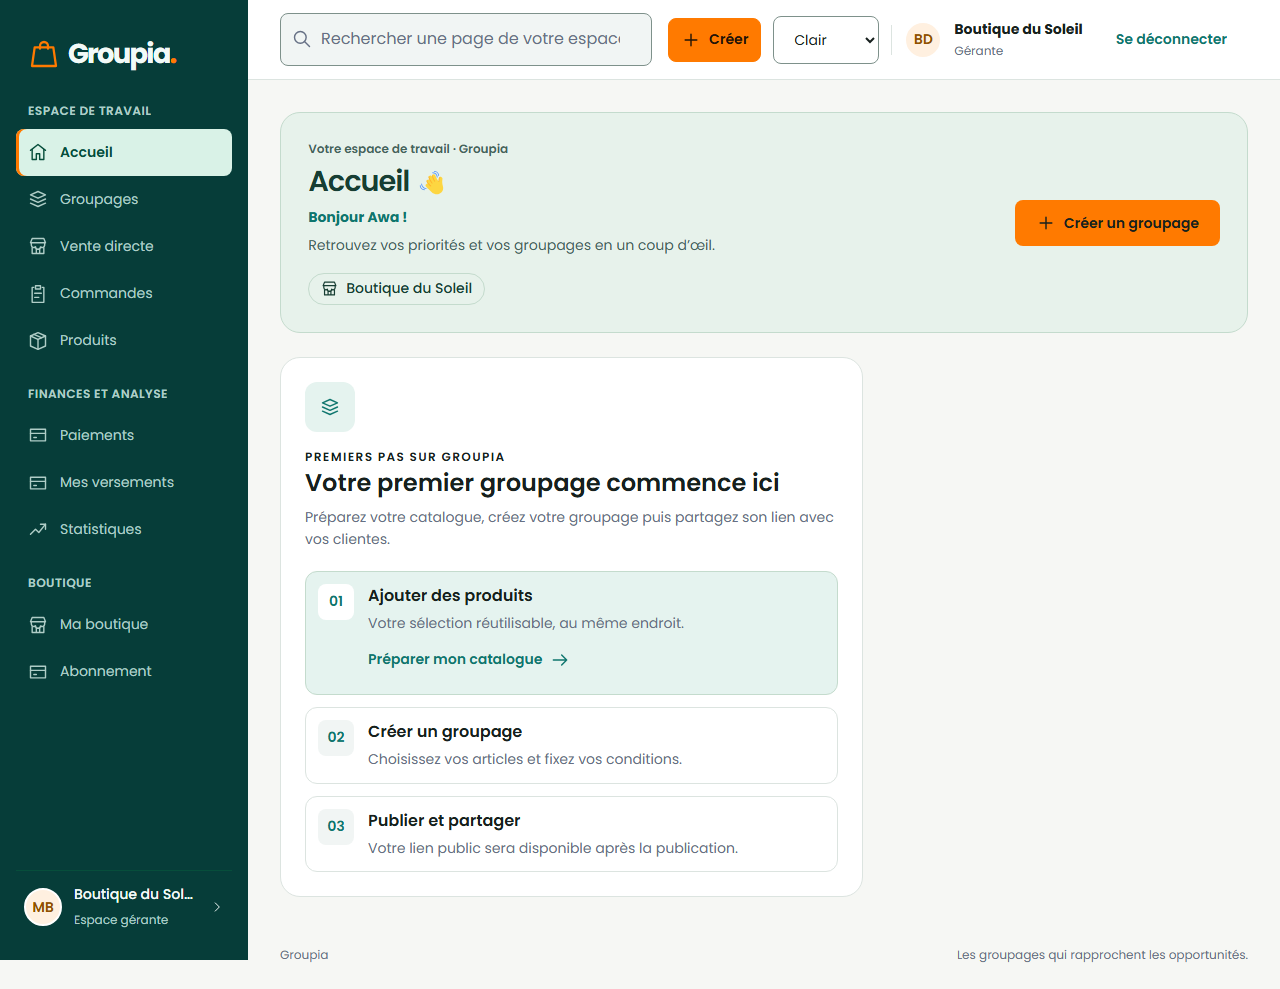 Groupia.
ESPACE DE TRAVAIL
Accueil
Groupages
Vente directe
Commandes
Produits
FINANCES ET ANALYSE
Paiements
Mes versements
Statistiques
BOUTIQUE
Ma boutique
Abonnement
MB
Boutique du Sol...
Espace gérante
Rechercher une page de votre espac
Créer
Clair
BD
Boutique du Soleil
Gérante
Se déconnecter
Votre espace de travail · Groupia
Accueil 👋
Bonjour Awa !
Retrouvez vos priorités et vos groupages en un coup d’œil.
Boutique du Soleil
Créer un groupage
PREMIERS PAS SUR GROUPIA
Votre premier groupage commence ici
Préparez votre catalogue, créez votre groupage puis partagez son lien avec
vos clientes.
01
Ajouter des produits
Votre sélection réutilisable, au même endroit.
Préparer mon catalogue →
02
Créer un groupage
Choisissez vos articles et fixez vos conditions.
03
Publier et partager
Votre lien public sera disponible après la publication.
Groupia
Les groupages qui rapprochent les opportunités.